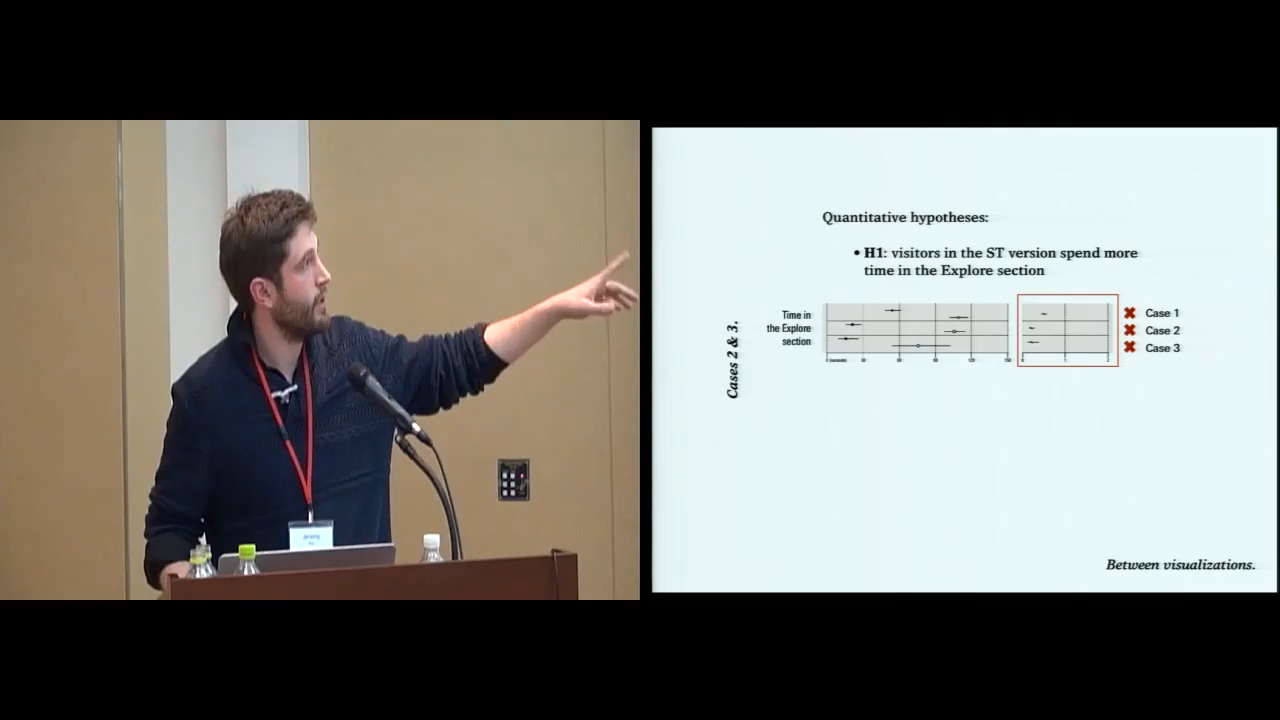 Quantitative hypotheses:
• H1: visitors in the ST version spend more
time in the Explore section
Time in
the Explore
section
Case 1
Case 2
Case 3
Cases 2 & 3.
Between visualizations.
Jeremy